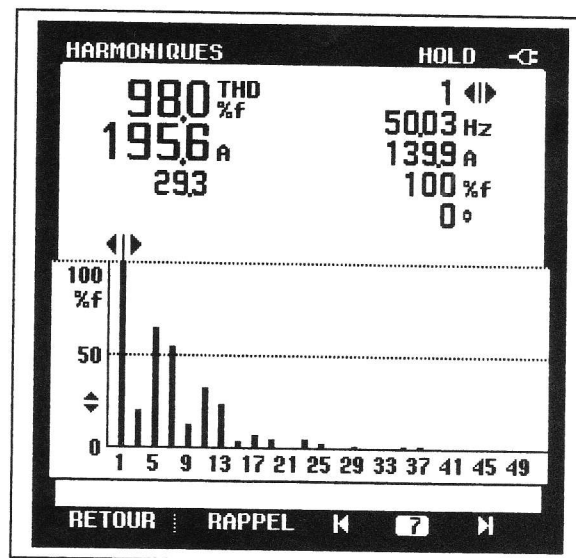 HARMONIQUES HOLD
98.0 THD %f
195.6 A
29.3
1
50.03 Hz
139.9 A
100 %f
0 °
100
%f
50
0
1 5 9 13 17 21 25 29 33 37 41 45 49
RETOUR RAPPEL 7